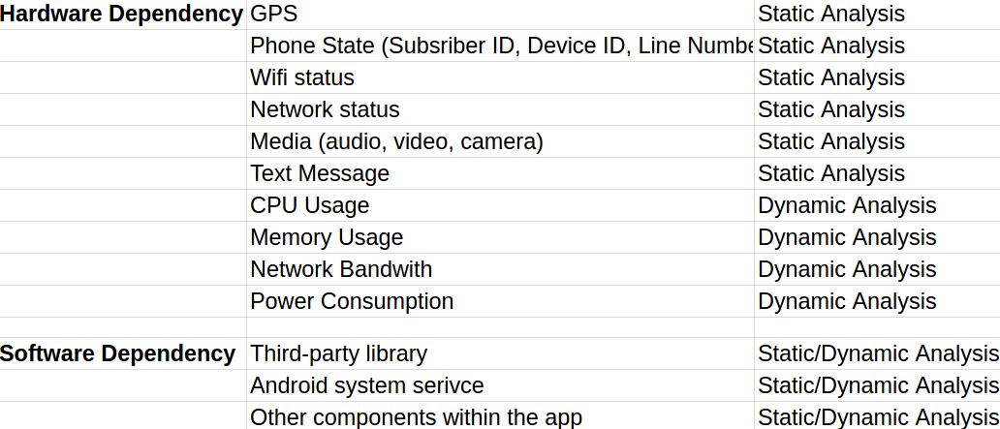 Hardware Dependency GPS Static Analysis
Phone State (Subsriber ID, Device ID, Line Numbe Static Analysis
Wifi status Static Analysis
Network status Static Analysis
Media (audio, video, camera) Static Analysis
Text Message Static Analysis
CPU Usage Dynamic Analysis
Memory Usage Dynamic Analysis
Network Bandwith Dynamic Analysis
Power Consumption Dynamic Analysis
Software Dependency Third-party library Static/Dynamic Analysis
Android system serivce Static/Dynamic Analysis
Other components within the app Static/Dynamic Analysis